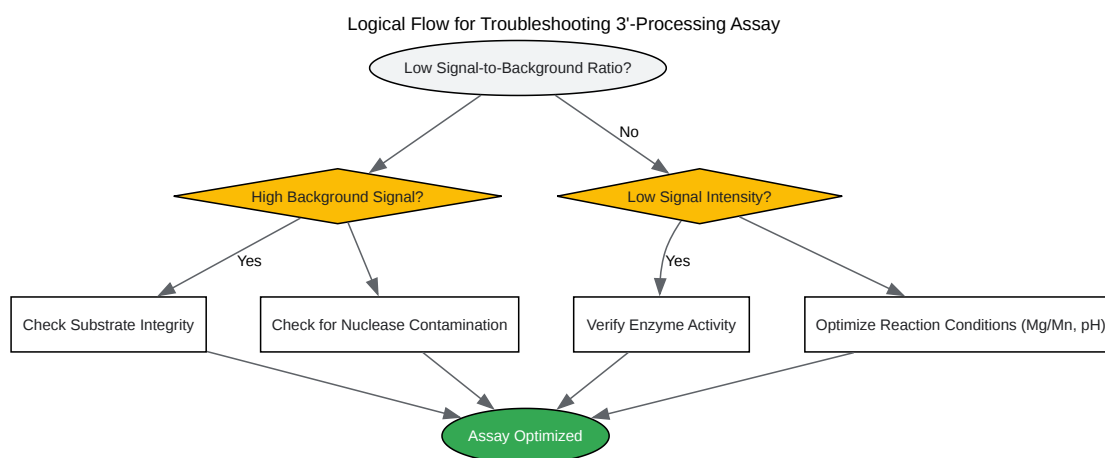 Logical Flow for Troubleshooting 3'-Processing Assay
Low Signal-to-Background Ratio?
No
High Background Signal?
Low Signal Intensity?
Yes
Yes
Check Substrate Integrity
Check for Nuclease Contamination
Verify Enzyme Activity
Optimize Reaction Conditions (Mg/Mn, pH)
Assay Optimized